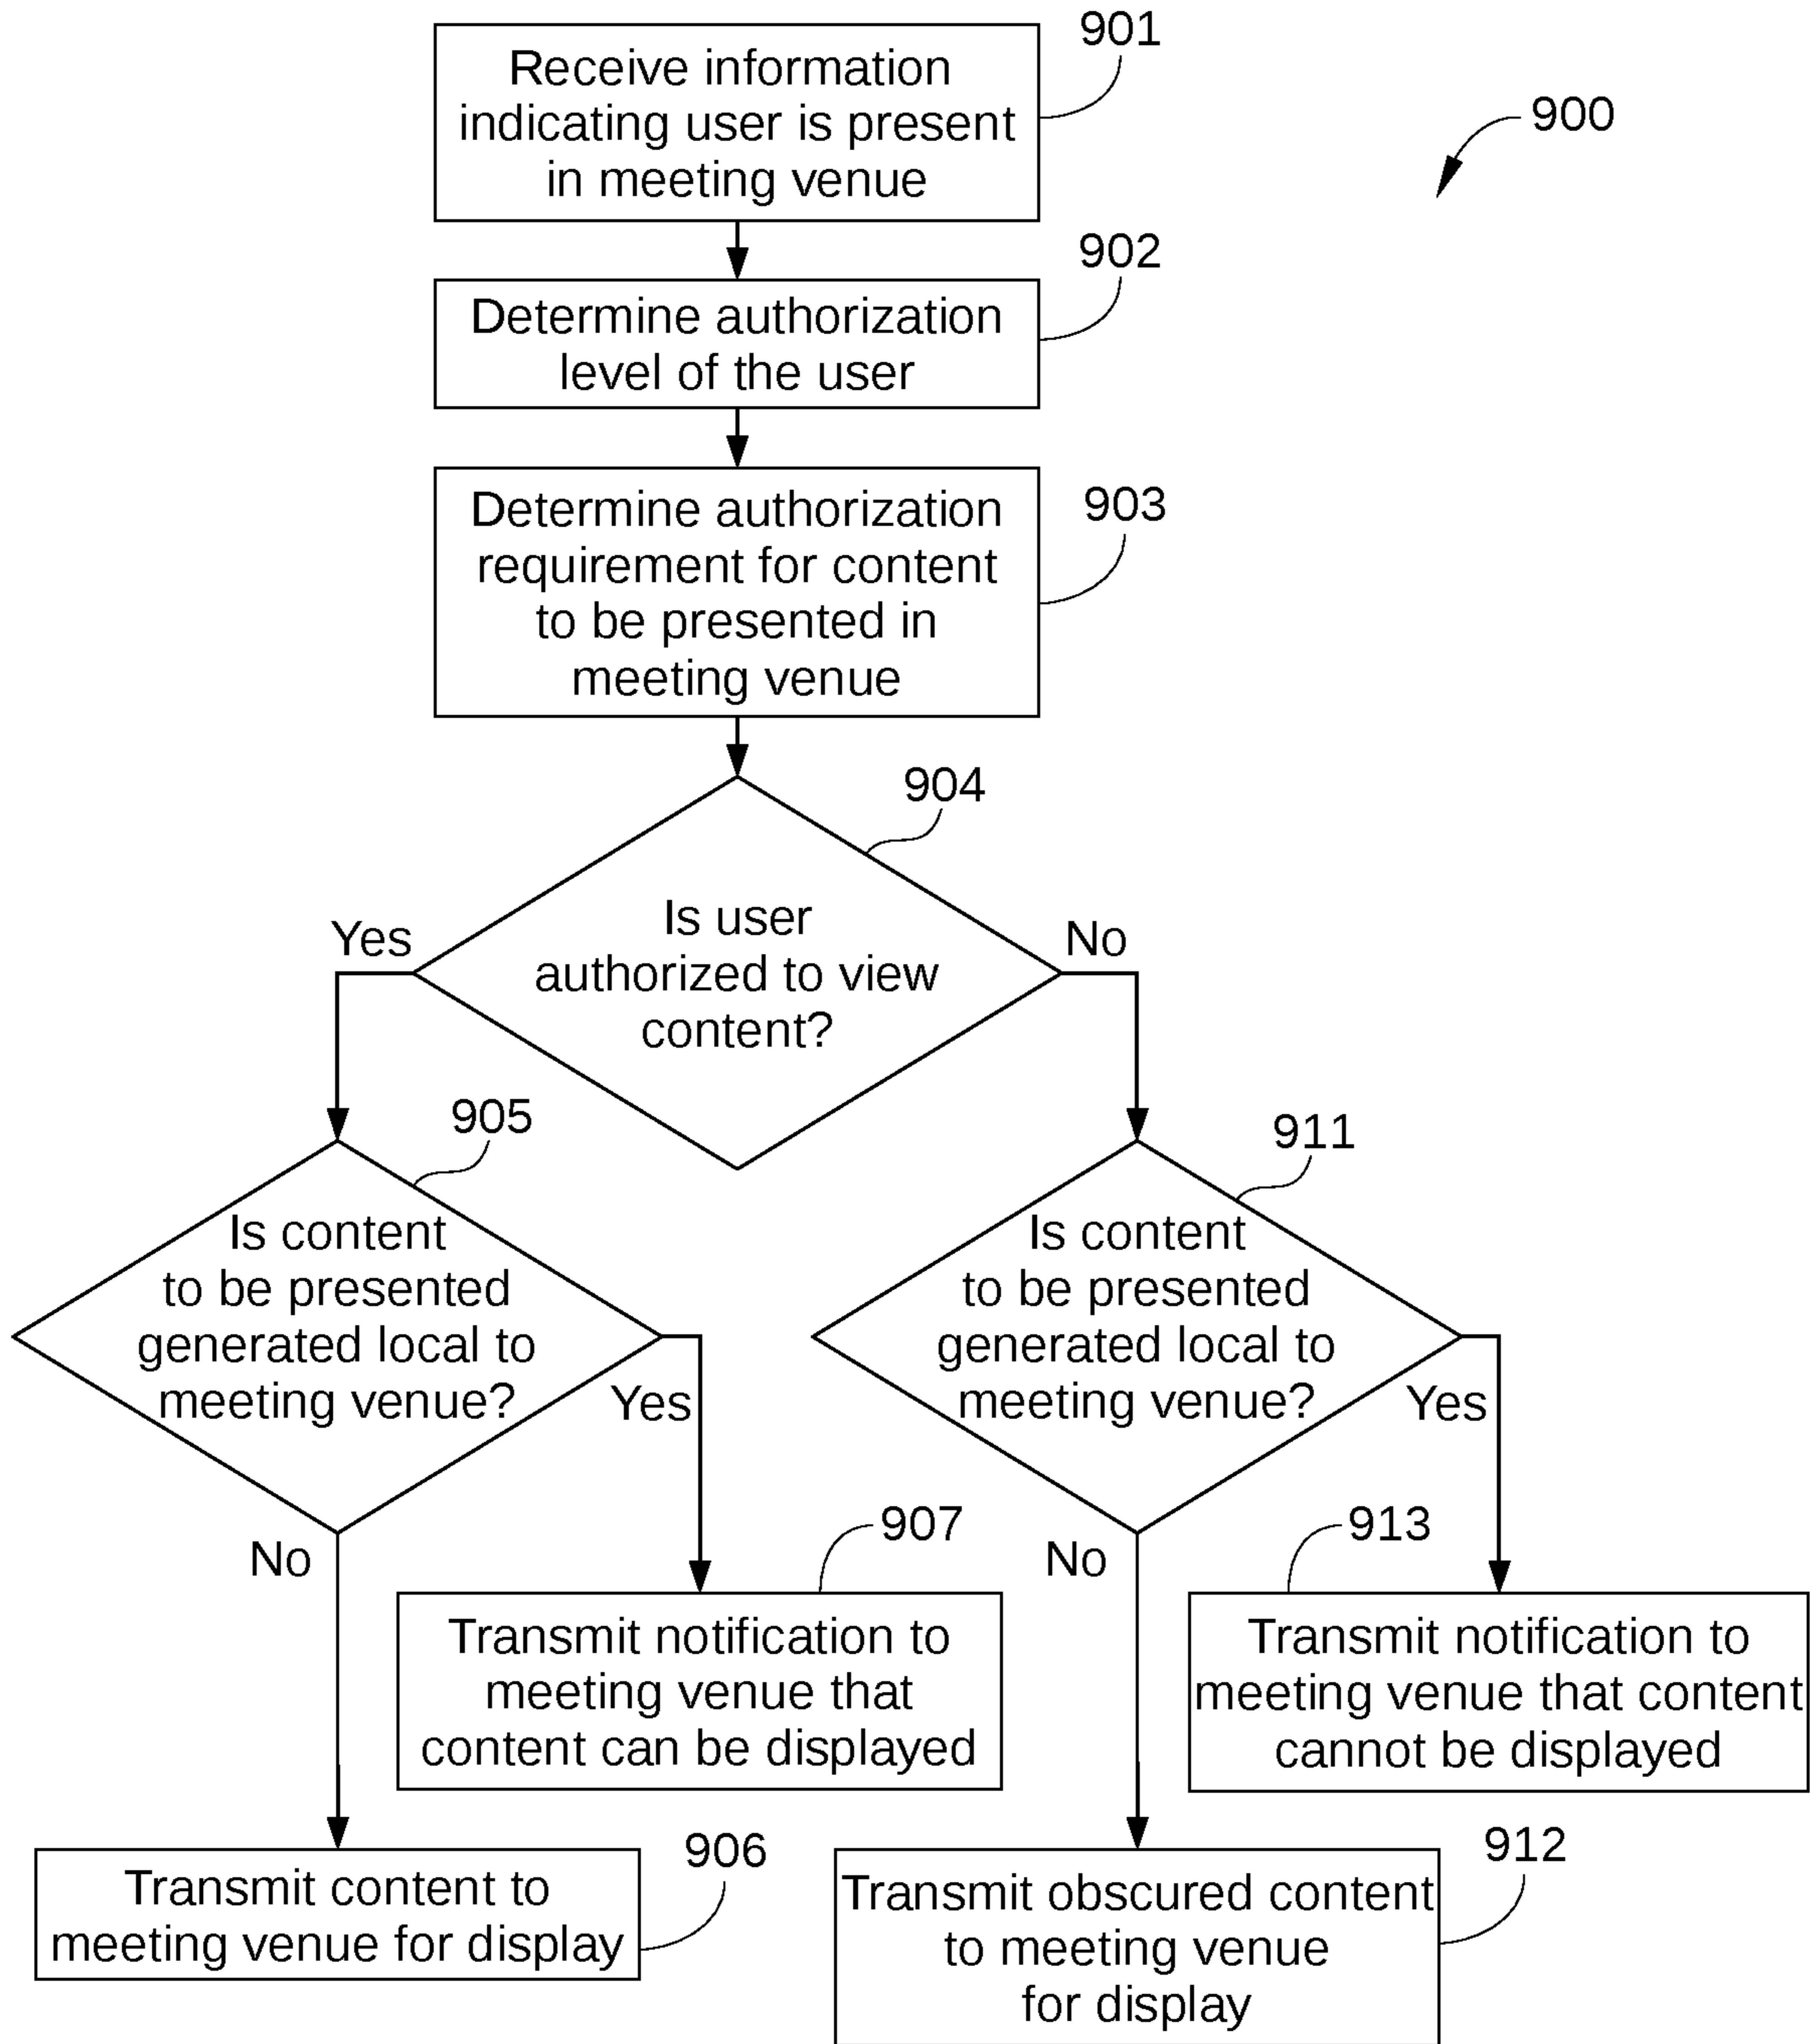 901
Receive information
indicating user is present
in meeting venue
900
902
Determine authorization
level of the user
903
Determine authorization
requirement for content
to be presented in
meeting venue
904
Is user
authorized to view
content?
Yes
No
905
Is content
to be presented
generated local to
meeting venue?
Yes
No
911
Is content
to be presented
generated local to
meeting venue?
Yes
No
907
Transmit notification to
meeting venue that
content can be displayed
913
Transmit notification to
meeting venue that content
cannot be displayed
906
Transmit content to
meeting venue for display
912
Transmit obscured content
to meeting venue
for display